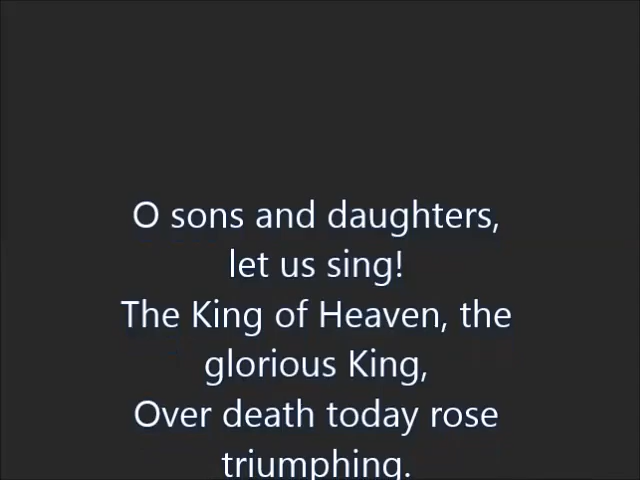 O sons and daughters,
let us sing!
The King of Heaven, the
glorious King,
Over death today rose
triumphing.